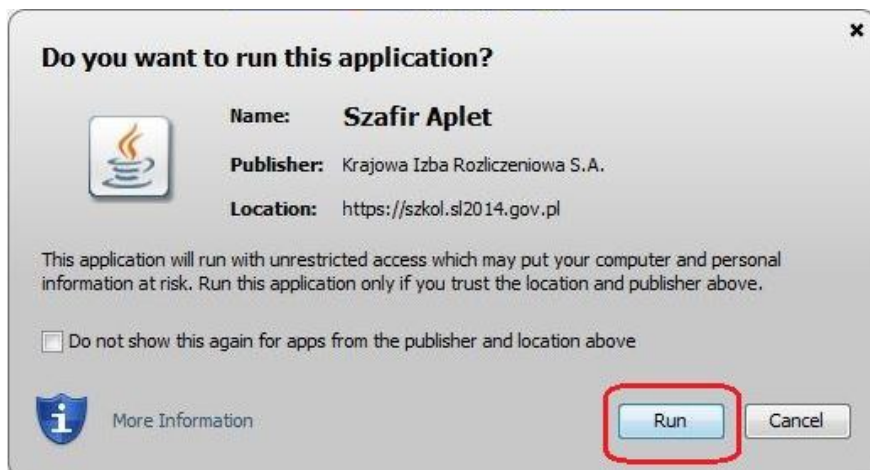 Do you want to run this application?
Name: Szafir Aplet
Publisher: Krajowa Izba Rozliczeniowa S.A.
Location: https://szkol.sl2014.gov.pl
This application will run with unrestricted access which may put your computer and personal
information at risk. Run this application only if you trust the location and publisher above.
Do not show this again for apps from the publisher and location above
More Information
Run
Cancel